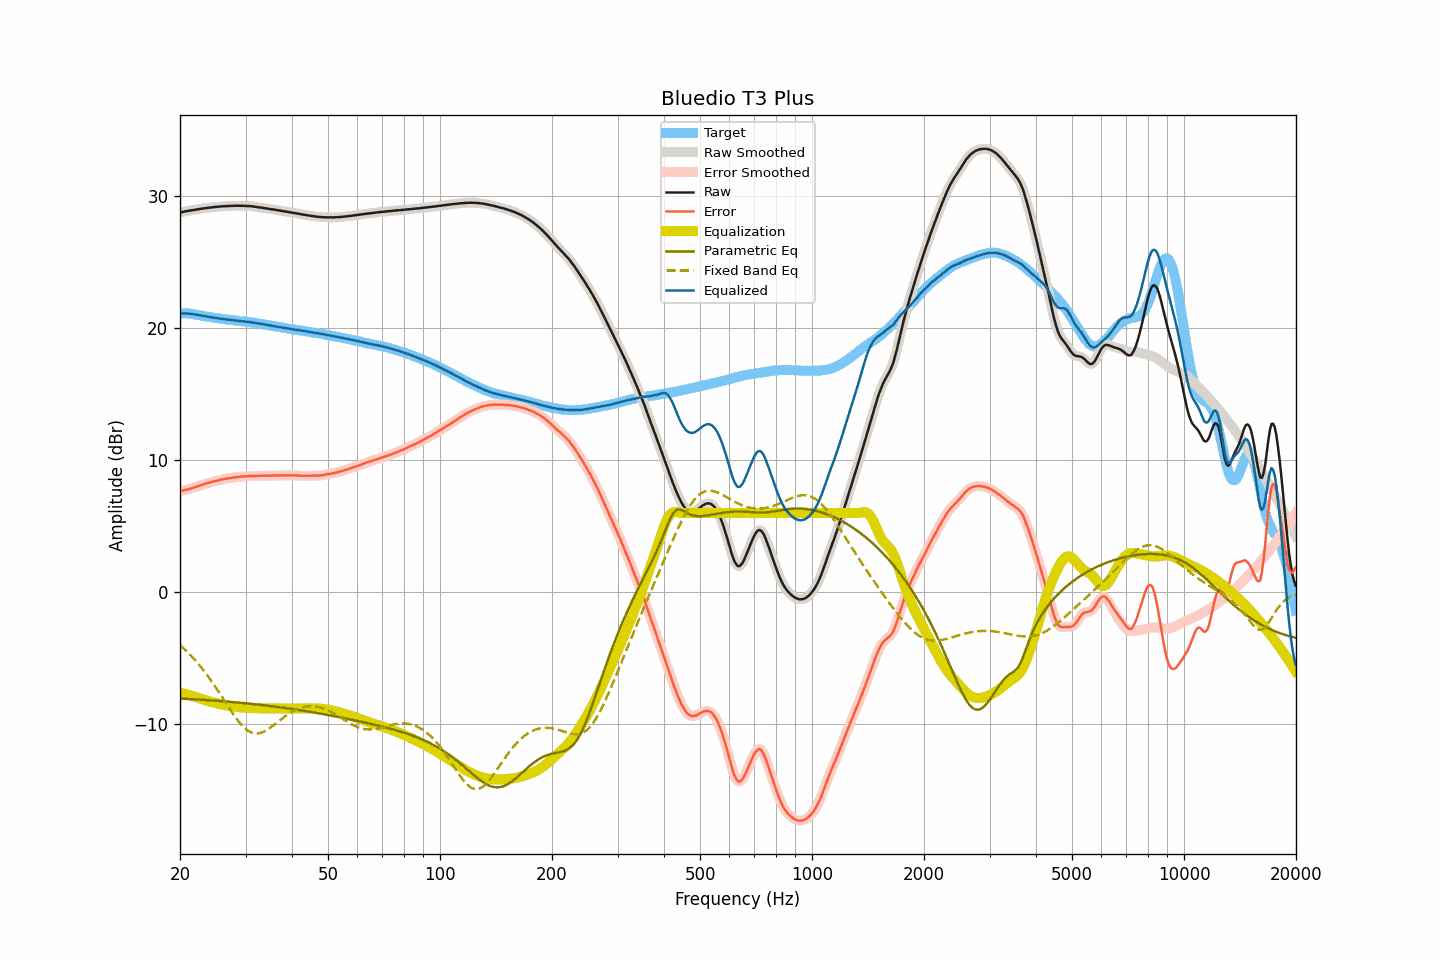 Bluedio T3 Plus
Target
Raw Smoothed
Error Smoothed
Raw
Error
Equalization
Parametric Eq
Fixed Band Eq
Equalized
Amplitude (dBr)
30
20
10
0
−10
20 50 100 200 500 1000 2000 5000 10000 20000
Frequency (Hz)